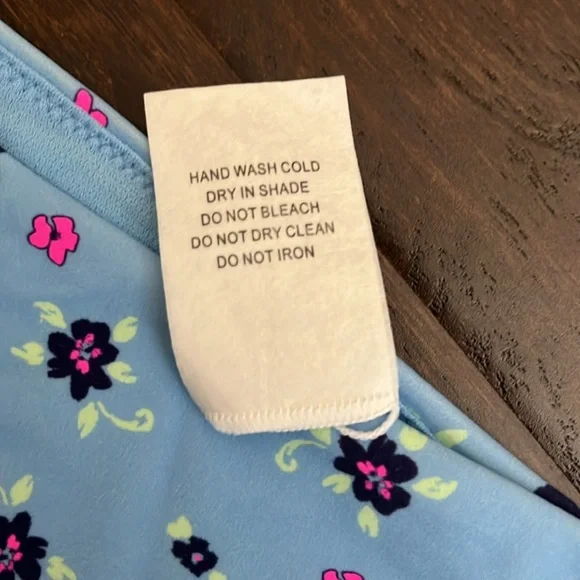 HAND WASH COLD
DRY IN SHADE
DO NOT BLEACH
DO NOT DRY CLEAN
DO NOT IRON